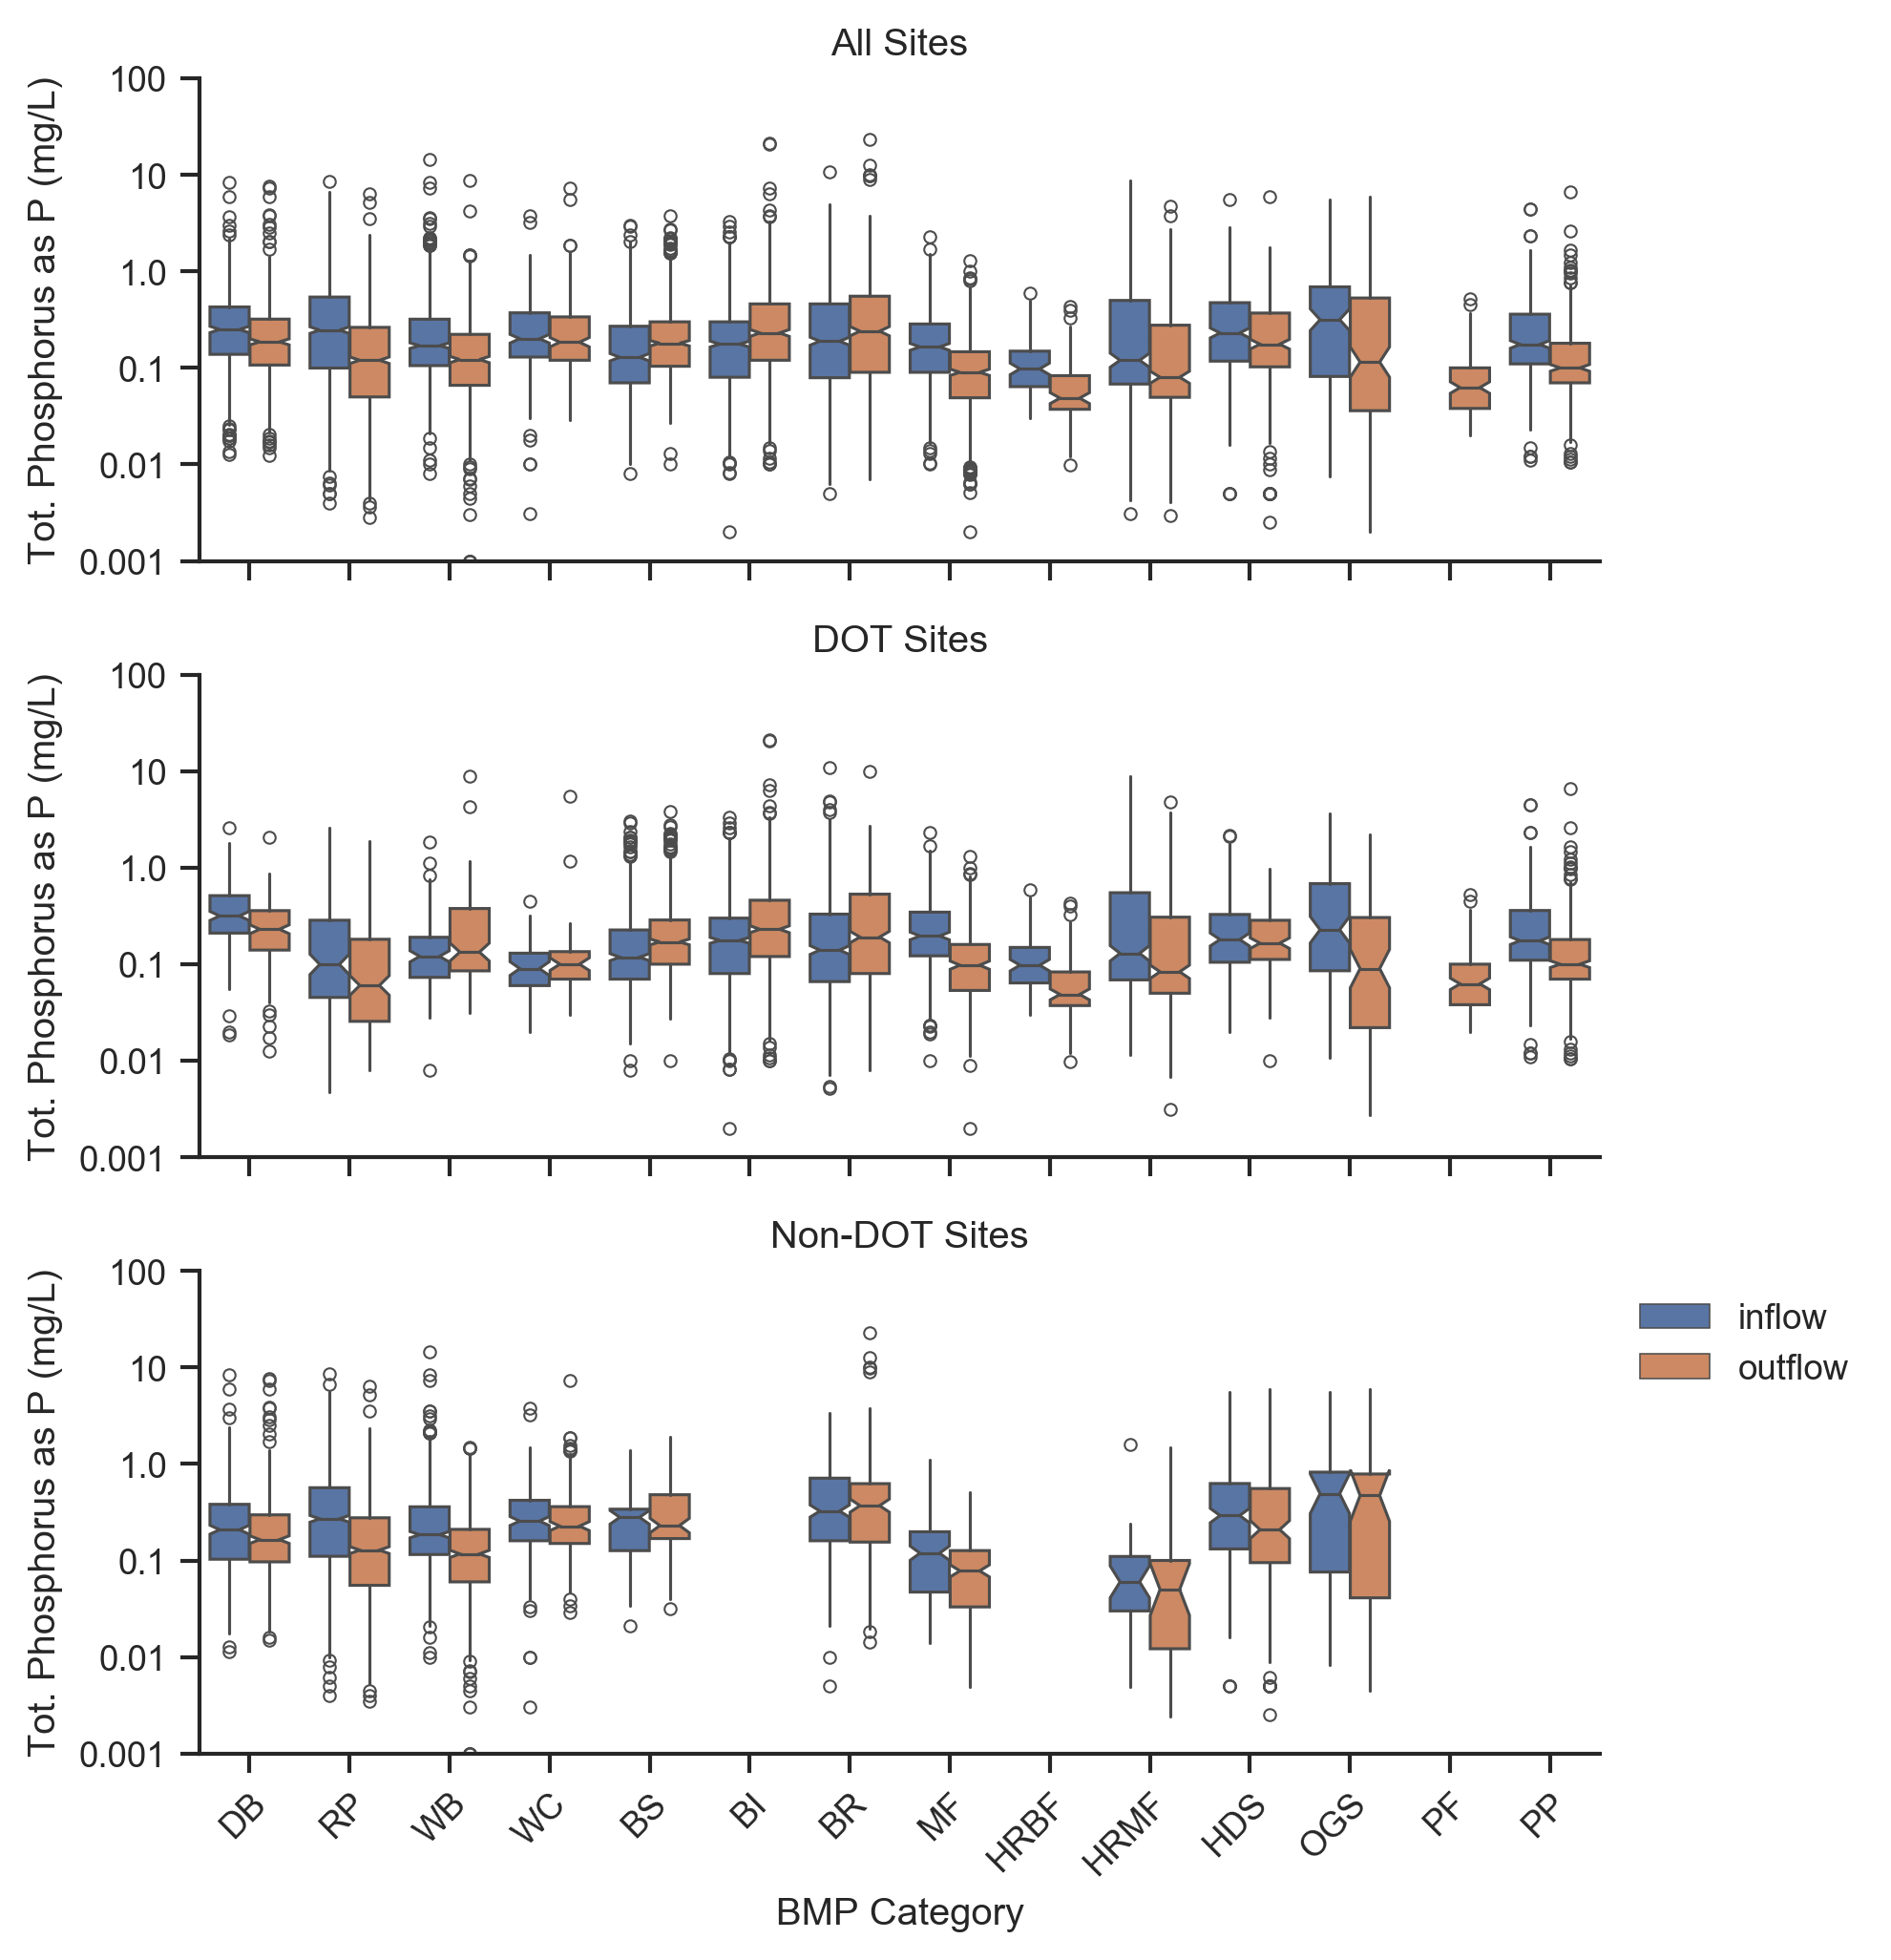 All Sites
Tot. Phosphorus as P (mg/L)
100
10
1.0
0.1
0.01
0.001
DOT Sites
Tot. Phosphorus as P (mg/L)
100
10
1.0
0.1
0.01
0.001
Non-DOT Sites
Tot. Phosphorus as P (mg/L)
100
10
1.0
0.1
0.01
0.001
inflow
outflow
DB RP WB WC BS BI BR MF HRBF HRMF HDS OGS PF PP
BMP Category